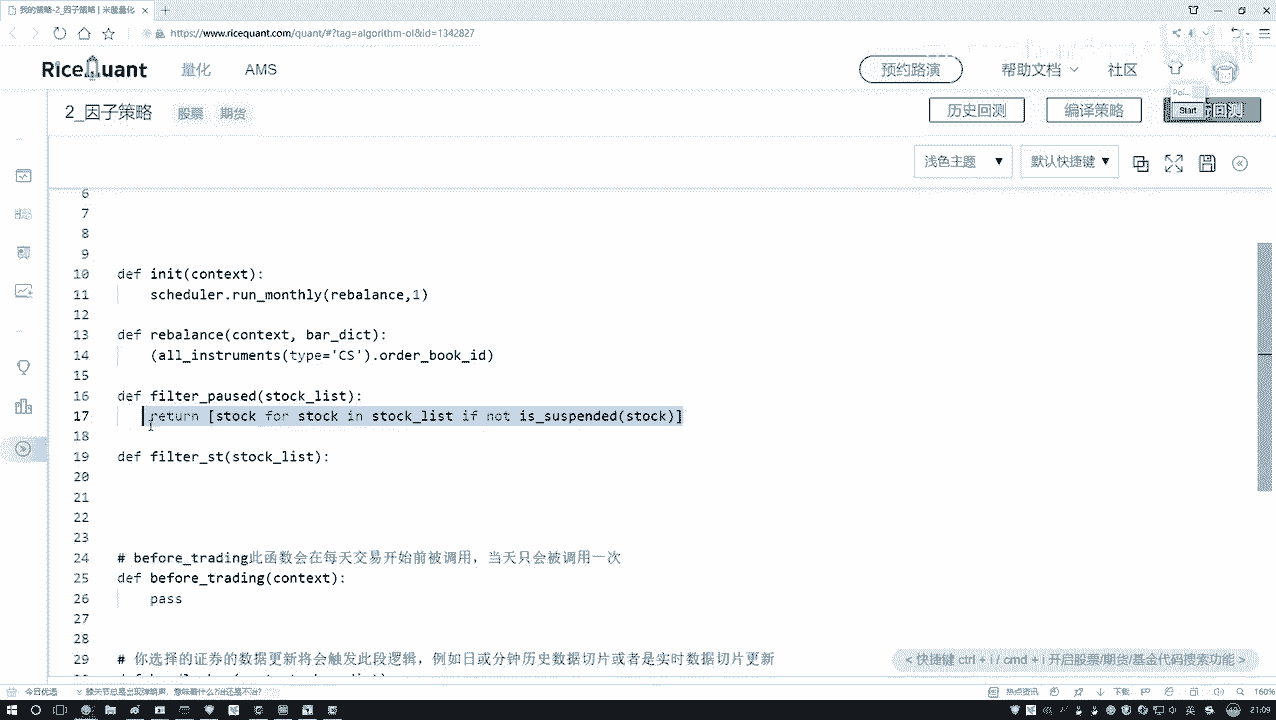 我的策略-2_因子策略 | 米筐量化
https://www.ricequant.com/quant/#?tag=algorithm-ol&id=1342827
RiceQuant 量化 AMS 预约路演 帮助文档 社区
2_因子策略 股票 期货 历史回测 编译策略 Start
浅色主题 默认快捷键
6
7
8
9
10 def init(context):
11 scheduler.run_monthly(rebalance,1)
12
13 def rebalance(context, bar_dict):
14 (all_instruments(type='CS').order_book_id)
15
16 def filter_paused(stock_list):
17 return [stock for stock in stock_list if not is_suspended(stock)]
18
19 def filter_st(stock_list):
20
21
22
23
24 # before_trading此函数会在每天交易开始前被调用，当天只会被调用一次
25 def before_trading(context):
26 pass
27
28
29 # 你选择的证券的数据更新将会触发此段逻辑，例如日或分钟历史数据切片或者是实时数据切片更新
< 快捷键 ctrl + i / cmd + i 开启股票/期货/基金代码搜索功能 >
今日优选 热点资讯 下载 160%
21:09